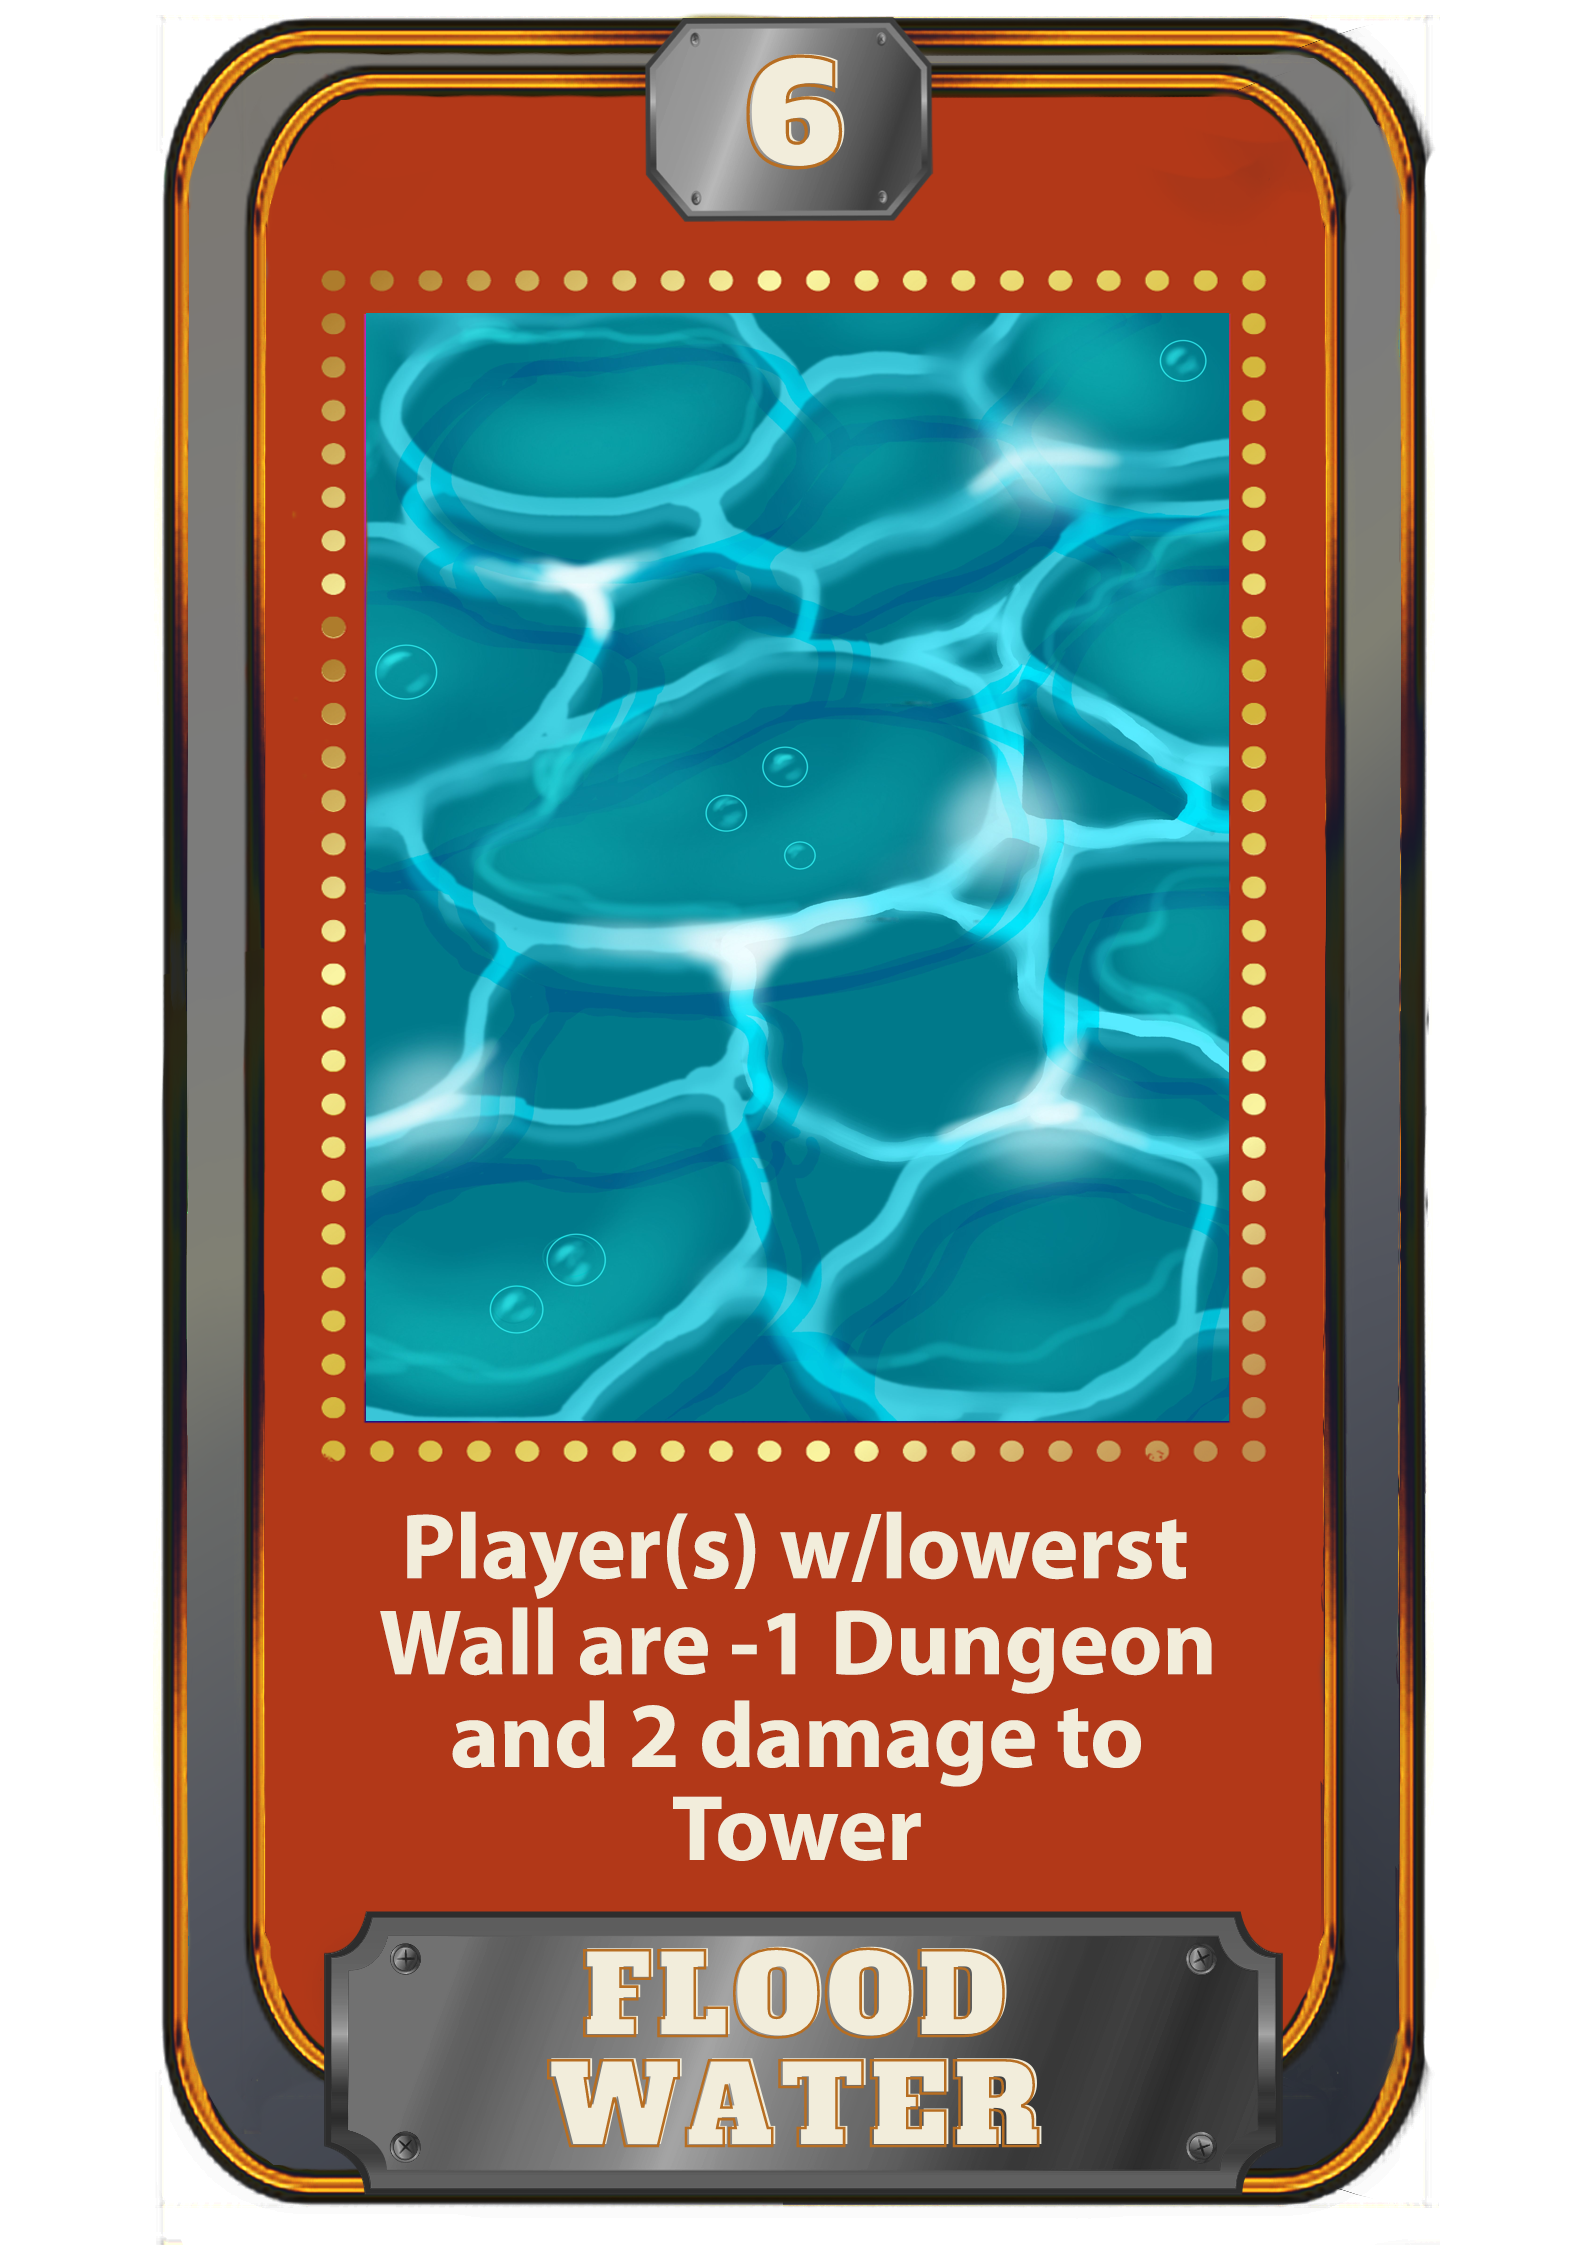 6
Player(s) w/lowerst
Wall are -1 Dungeon
and 2 damage to
Tower
FLOOD
WATER